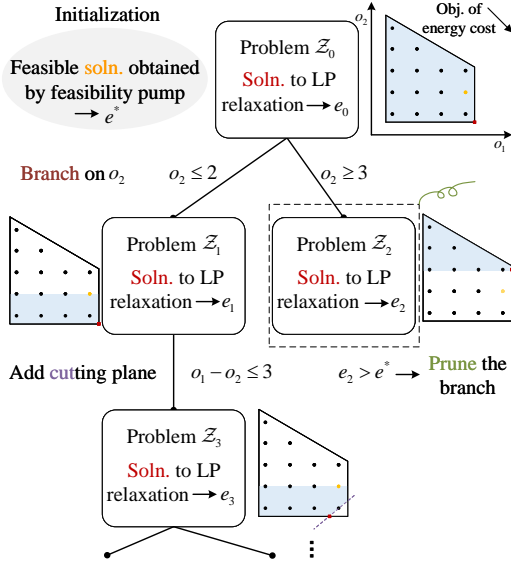 Initialization
Feasible soln. obtained
by feasibility pump
→ e*
Problem 𝒵₀
Soln. to LP
relaxation → e₀
o₂
Obj. of
energy cost
o₁
Branch on o₂
o₂ ≤ 2
o₂ ≥ 3
Problem 𝒵₁
Soln. to LP
relaxation → e₁
Problem 𝒵₂
Soln. to LP
relaxation → e₂
Add cutting plane
o₁ − o₂ ≤ 3
e₂ > e* → Prune the
branch
Problem 𝒵₃
Soln. to LP
relaxation → e₃